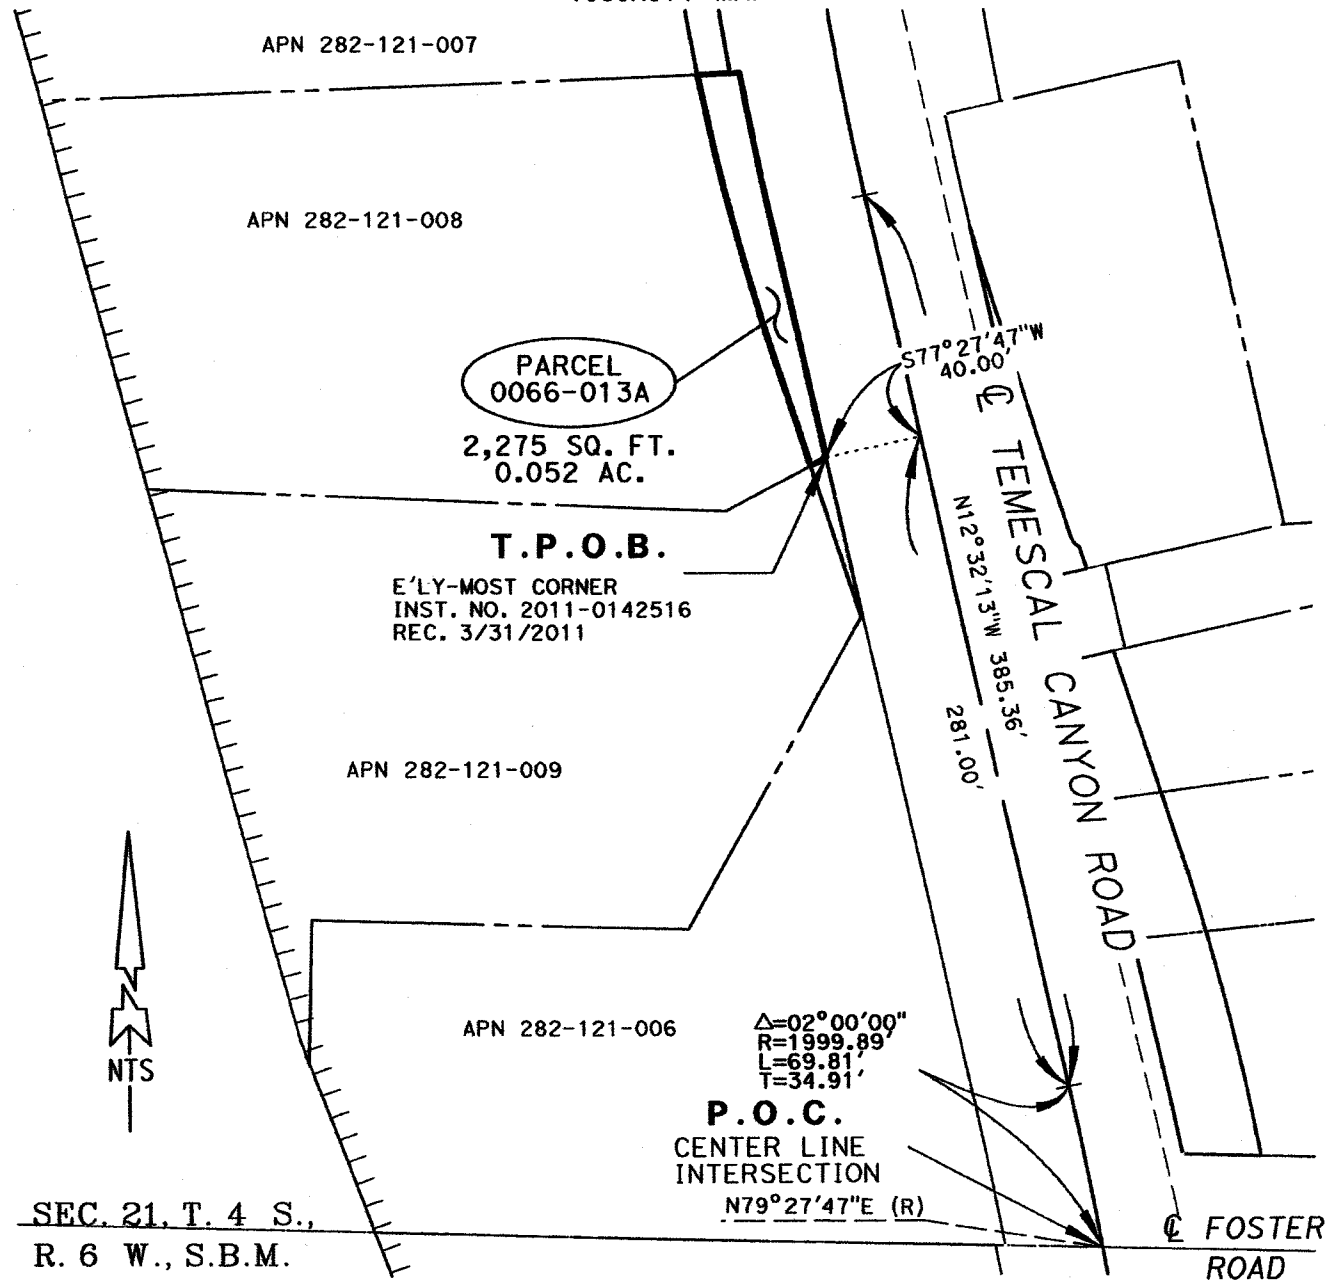 APN 282-121-007
APN 282-121-008
PARCEL
0066-013A
2,275 SQ. FT.
0.052 AC.
S77°27'47"W
40.00'
T.P.O.B.
E'LY-MOST CORNER
INST. NO. 2011-0142516
REC. 3/31/2011
℄ TEMESCAL CANYON ROAD
N12°32'13"W 385.36'
281.00'
APN 282-121-009
NTS
APN 282-121-006
Δ=02°00'00"
R=1999.89'
L=69.81'
T=34.91'
P.O.C.
CENTER LINE
INTERSECTION
N79°27'47"E (R)
SEC. 21, T. 4 S.,
R. 6 W., S.B.M.
℄ FOSTER
ROAD